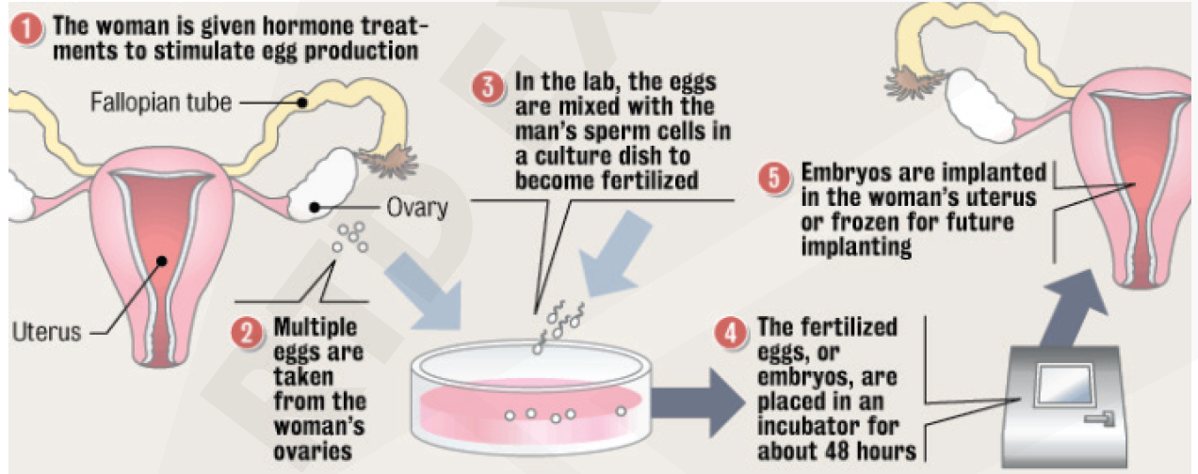 1 The woman is given hormone treat-
ments to stimulate egg production
Fallopian tube
Ovary
Uterus
2 Multiple
eggs are
taken
from the
woman's
ovaries
3 In the lab, the eggs
are mixed with the
man's sperm cells in
a culture dish to
become fertilized
4 The fertilized
eggs, or
embryos, are
placed in an
incubator for
about 48 hours
5 Embryos are implanted
in the woman's uterus
or frozen for future
implanting